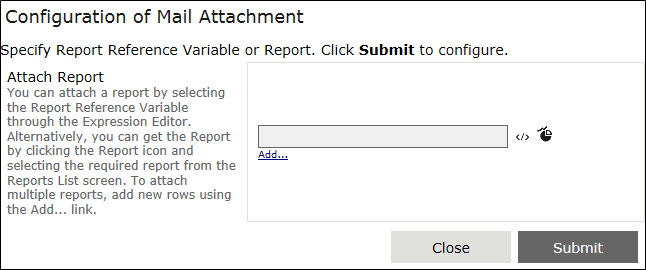 Configuration of Mail Attachment
Specify Report Reference Variable or Report. Click Submit to configure.
Attach Report
You can attach a report by selecting
the Report Reference Variable
through the Expression Editor.
Alternatively, you can get the Report
by clicking the Report icon and
selecting the required report from the
Reports List screen. To attach
multiple reports, add new rows using
the Add... link.
</>
Add...
Close
Submit